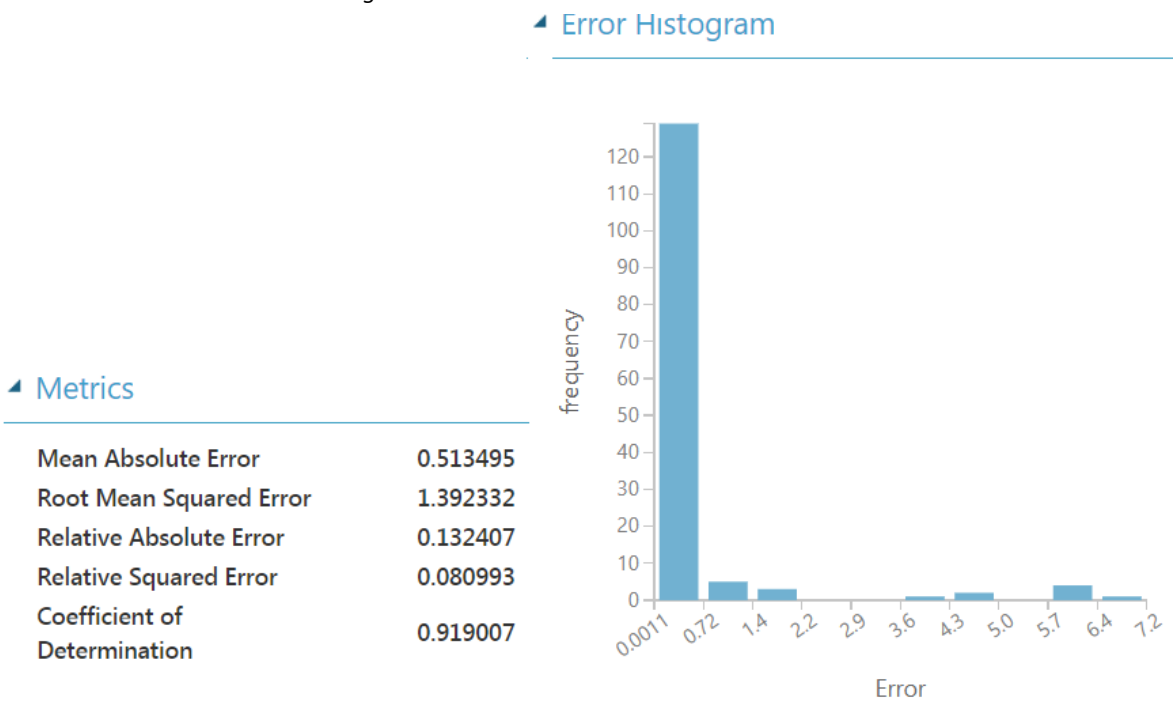 Error Histogram
120
110
100
90
80
70
60
50
40
30
20
10
0
frequency
0.0011 0.72 1.4 2.2 2.9 3.6 4.3 5.0 5.7 6.4 7.2
Error
Metrics
Mean Absolute Error 0.513495
Root Mean Squared Error 1.392332
Relative Absolute Error 0.132407
Relative Squared Error 0.080993
Coefficient of
Determination 0.919007